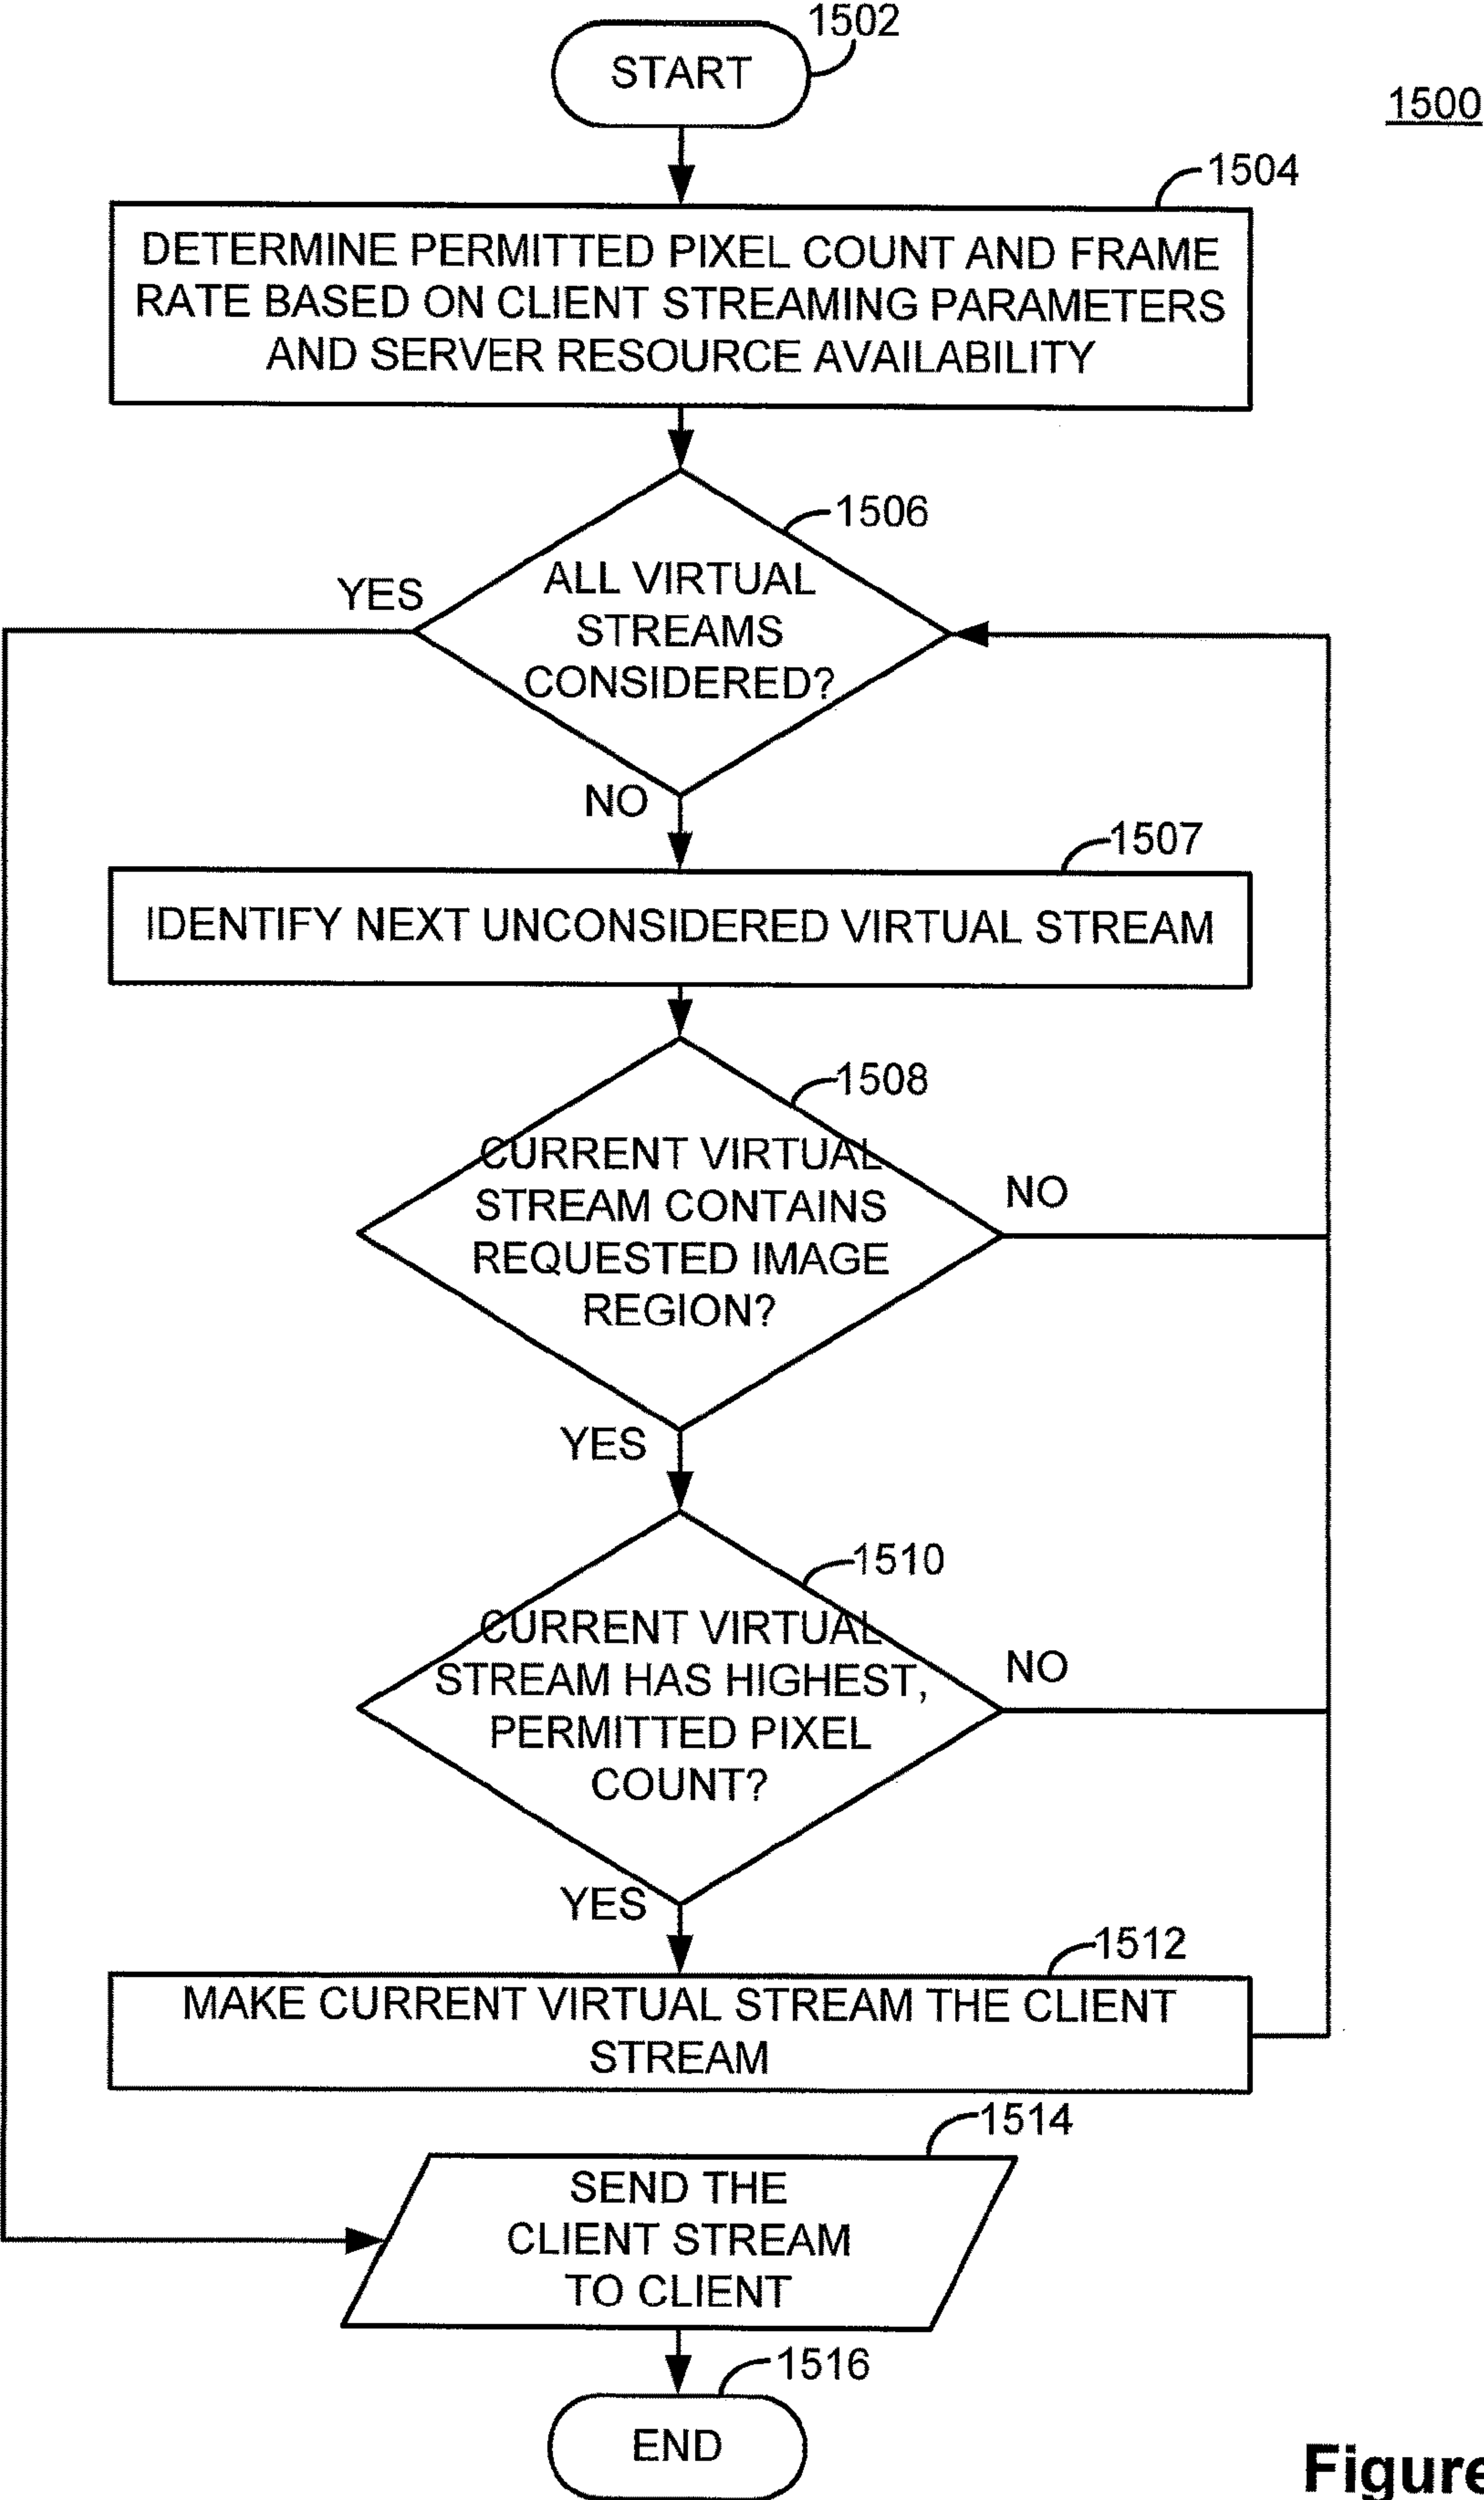 1502
START
1500
1504
DETERMINE PERMITTED PIXEL COUNT AND FRAME
RATE BASED ON CLIENT STREAMING PARAMETERS
AND SERVER RESOURCE AVAILABILITY
1506
YES
ALL VIRTUAL
STREAMS
CONSIDERED?
NO
1507
IDENTIFY NEXT UNCONSIDERED VIRTUAL STREAM
1508
CURRENT VIRTUAL
STREAM CONTAINS
REQUESTED IMAGE
REGION?
NO
YES
1510
CURRENT VIRTUAL
STREAM HAS HIGHEST,
PERMITTED PIXEL
COUNT?
NO
YES
1512
MAKE CURRENT VIRTUAL STREAM THE CLIENT
STREAM
1514
SEND THE
CLIENT STREAM
TO CLIENT
1516
END
Figure